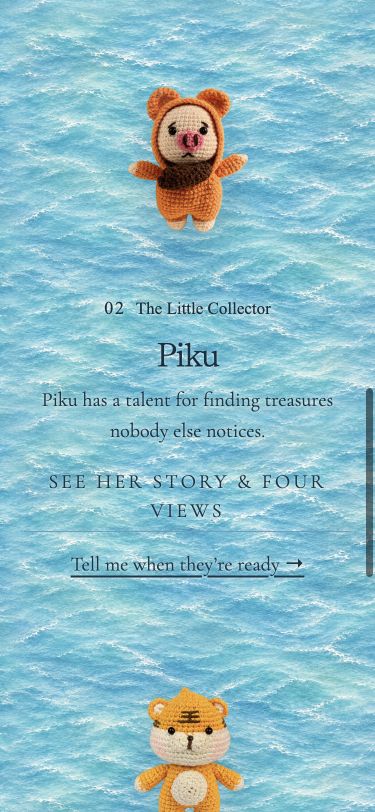 02 The Little Collector
Piku
Piku has a talent for finding treasures
nobody else notices.
SEE HER STORY & FOUR
VIEWS
Tell me when they’re ready →